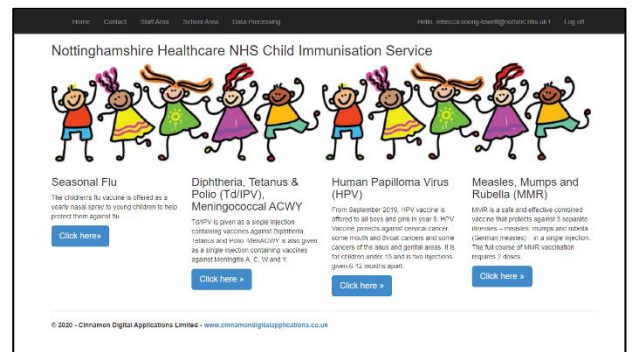 Home Contact Staff Area School Area Data Processing Hello, rebecca.soong-lowett@nottshc.nhs.uk ! Log off
Nottinghamshire Healthcare NHS Child Immunisation Service
Seasonal Flu
The children's flu vaccine is offered as a
yearly nasal spray to young children to help
protect them against flu
Click here»
Diphtheria, Tetanus &
Polio (Td/IPV),
Meningococcal ACWY
Td/IPV is given as a single injection
containing vaccines against Diphtheria,
Tetanus and Polio. MenACWY is also given
as a single injection containing vaccines
against Meningitis A, C, W and Y.
Click here »
Human Papilloma Virus
(HPV)
From September 2019, HPV vaccine is
offered to all boys and girls in year 8. HPV
Vaccine protects against cervical cancer
some mouth and throat cancers and some
cancers of the anus and genital areas. It is
for children under 15 and is two injections
given 6-12 months apart.
Click here »
Measles, Mumps and
Rubella (MMR)
MMR is a safe and effective combined
vaccine that protects against 3 separate
illnesses – measles, mumps and rubella
(German measles) – in a single injection.
The full course of MMR vaccination
requires 2 doses.
Click here »
© 2020 - Cinnamon Digital Applications Limited - www.cinnamondigitalapplications.co.uk